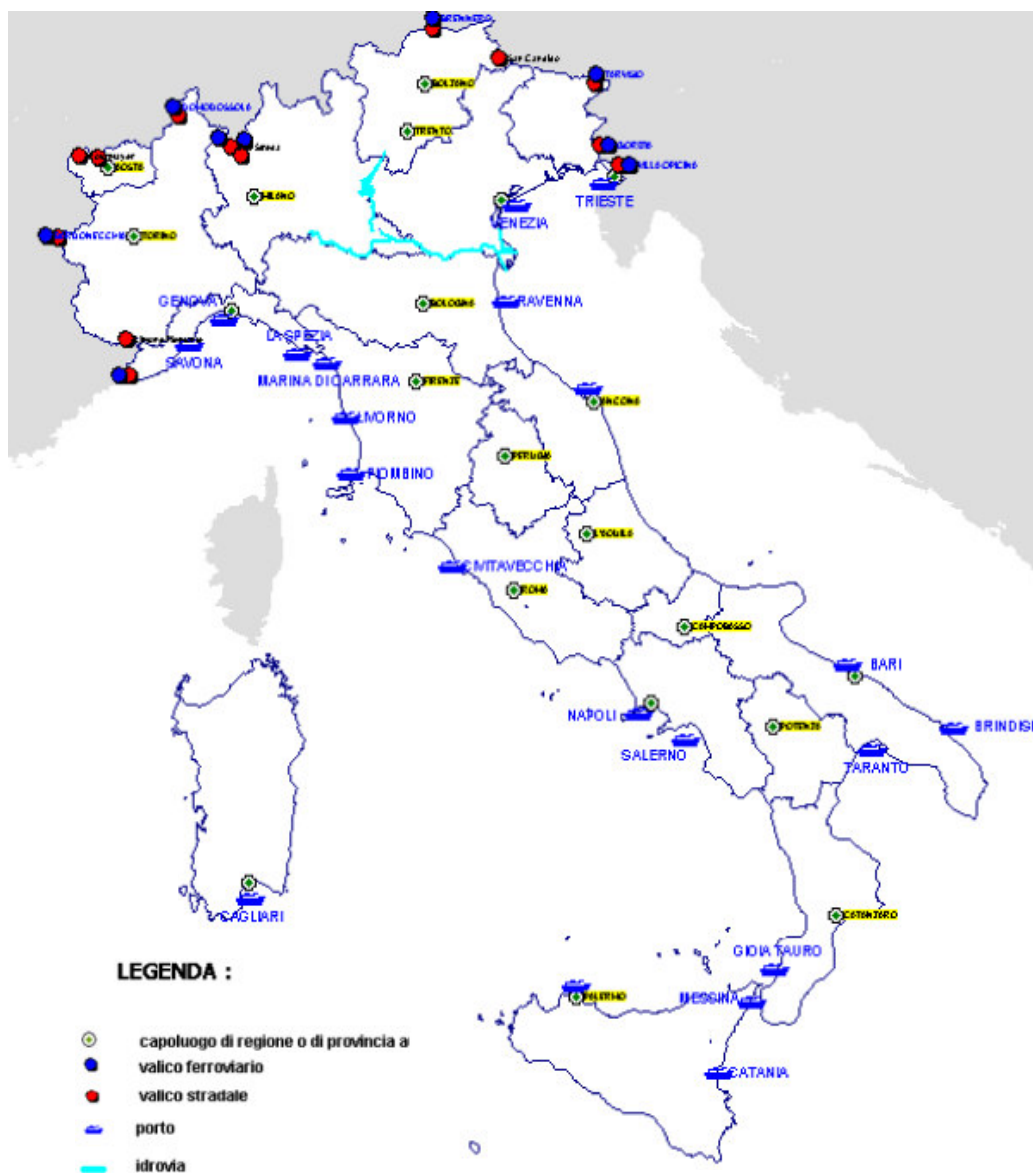 BRENNERO
San Candido
BOLZANO
TARVISIO
DOMODOSSOLA
TRENTO
GORIZIA
VILLA OPICINA
AOSTA
MILANO
TRIESTE
VENEZIA
TORINO
GENOVA
BOLOGNA
RAVENNA
LA SPEZIA
SAVONA
MARINA DI CARRARA
FIRENZE
ANCONA
LIVORNO
PERUGIA
PIOMBINO
L'AQUILA
CIVITAVECCHIA
ROMA
CAMPOBASSO
BARI
NAPOLI
POTENZA
BRINDISI
SALERNO
TARANTO
CAGLIARI
CATANZARO
GIOIA TAURO
PALERMO
MESSINA
CATANIA
LEGENDA :
capoluogo di regione o di provincia a
valico ferroviario
valico stradale
porto
idrovia